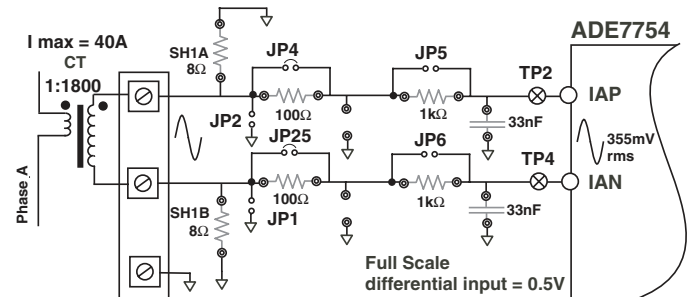 ADE7754
I max = 40A
CT
1:1800
SH1A
8Ω
JP4
JP5
TP2
IAP
100Ω
1kΩ
33nF
JP2
JP25
JP6
TP4
355mV
rms
IAN
Phase A
SH1B
8Ω
100Ω
1kΩ
33nF
JP1
Full Scale
differential input = 0.5V